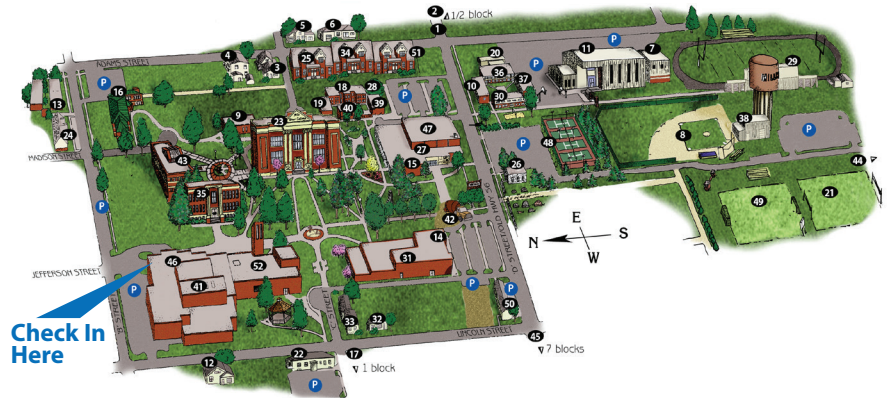 2 ∆ 1/2 block
1
5 6
ADAMS STREET
4 3 25 34 51
20 P 11 7
36 37 10 30
29
P 13 16 18 28 P
19 40 39
9 23 47
24 27 15
MADISON STREET
43 35
P 48 8 38 P
26 44
49 21
42
14
31
N E S W
JEFFERSON STREET
46 52
41
P
P P
50
33 32
LINCOLN STREET
45
∇ 7 blocks
Check In
Here
12 22 17
∇ 1 block
P